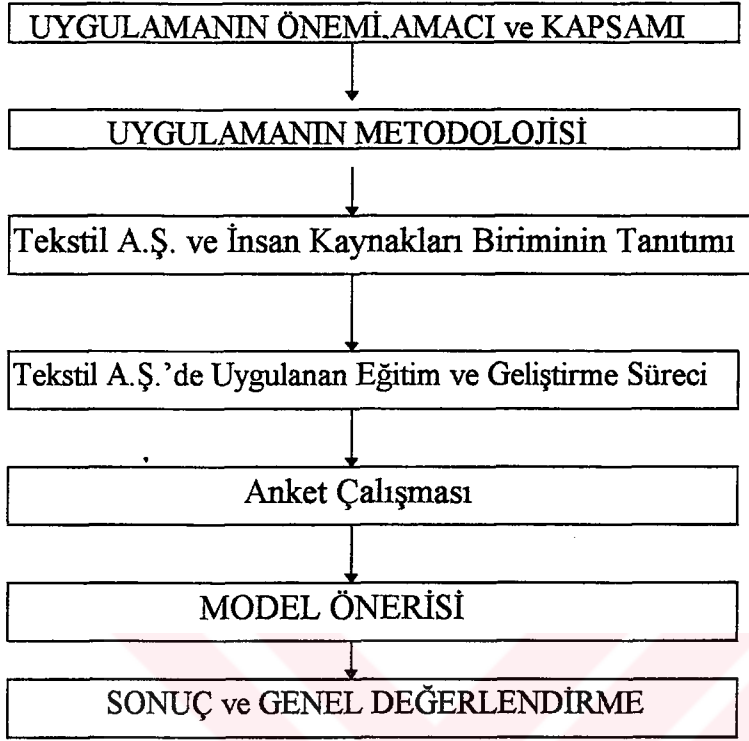 UYGULAMANIN ÖNEMİ.AMACI ve KAPSAMI
UYGULAMANIN METODOLOJİSİ
Tekstil A.Ş. ve İnsan Kaynakları Biriminin Tanıtımı
Tekstil A.Ş.’de Uygulanan Eğitim ve Geliştirme Süreci
Anket Çalışması
MODEL ÖNERİSİ
SONUÇ ve GENEL DEĞERLENDİRME